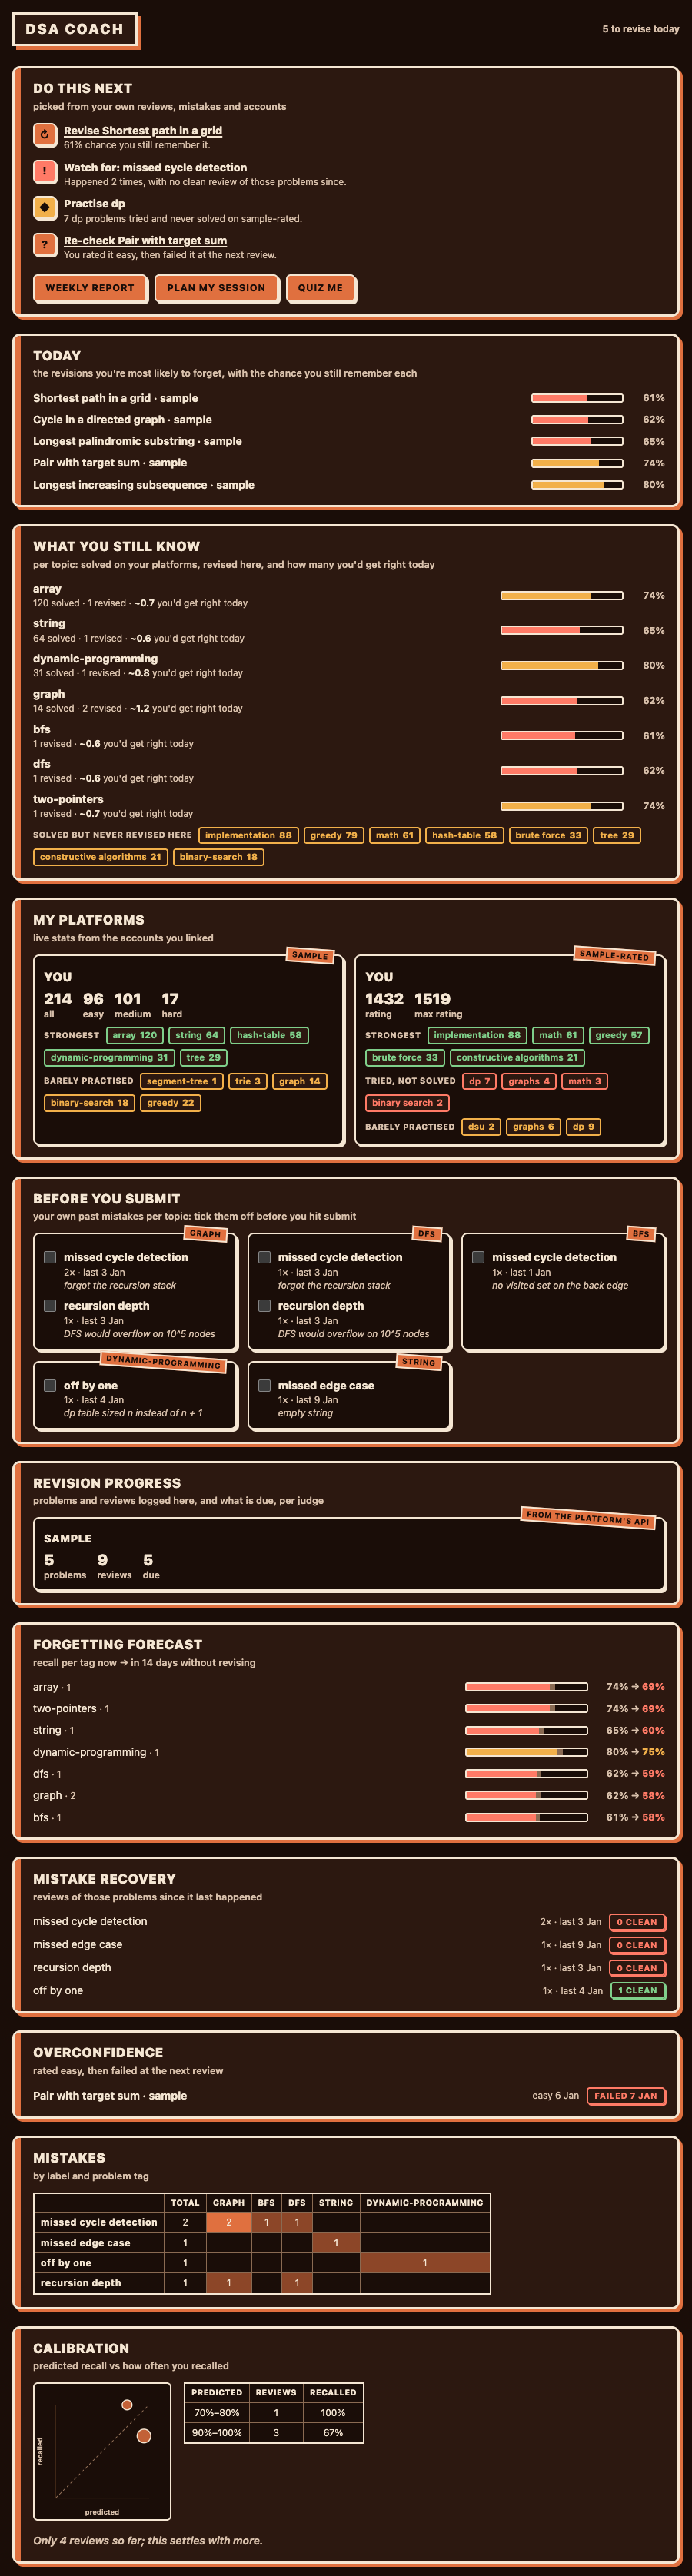 DSA COACH
5 to revise today
DO THIS NEXT
picked from your own reviews, mistakes and accounts
↻ Revise Shortest path in a grid
61% chance you still remember it.
! Watch for: missed cycle detection
Happened 2 times, with no clean review of those problems since.
◆ Practise dp
7 dp problems tried and never solved on sample-rated.
? Re-check Pair with target sum
You rated it easy, then failed it at the next review.
WEEKLY REPORT PLAN MY SESSION QUIZ ME
TODAY
the revisions you're most likely to forget, with the chance you still remember each
Shortest path in a grid · sample 61%
Cycle in a directed graph · sample 62%
Longest palindromic substring · sample 65%
Pair with target sum · sample 74%
Longest increasing subsequence · sample 80%
WHAT YOU STILL KNOW
per topic: solved on your platforms, revised here, and how many you'd get right today
array
120 solved · 1 revised · ~0.7 you'd get right today 74%
string
64 solved · 1 revised · ~0.6 you'd get right today 65%
dynamic-programming
31 solved · 1 revised · ~0.8 you'd get right today 80%
graph
14 solved · 2 revised · ~1.2 you'd get right today 62%
bfs
1 revised · ~0.6 you'd get right today 61%
dfs
1 revised · ~0.6 you'd get right today 62%
two-pointers
1 revised · ~0.7 you'd get right today 74%
SOLVED BUT NEVER REVISED HERE implementation 88 greedy 79 math 61 hash-table 58 brute force 33 tree 29
constructive algorithms 21 binary-search 18
MY PLATFORMS
live stats from the accounts you linked
SAMPLE
YOU
214 96 101 17
all easy medium hard
STRONGEST array 120 string 64 hash-table 58
dynamic-programming 31 tree 29
BARELY PRACTISED segment-tree 1 trie 3 graph 14
binary-search 18 greedy 22
SAMPLE-RATED
YOU
1432 1519
rating max rating
STRONGEST implementation 88 math 61 greedy 57
brute force 33 constructive algorithms 21
TRIED, NOT SOLVED dp 7 graphs 4 math 3
binary search 2
BARELY PRACTISED dsu 2 graphs 6 dp 9
BEFORE YOU SUBMIT
your own past mistakes per topic: tick them off before you hit submit
GRAPH
missed cycle detection
2× · last 3 Jan
forgot the recursion stack
recursion depth
1× · last 3 Jan
DFS would overflow on 10^5 nodes
DFS
missed cycle detection
1× · last 3 Jan
forgot the recursion stack
recursion depth
1× · last 3 Jan
DFS would overflow on 10^5 nodes
BFS
missed cycle detection
1× · last 1 Jan
no visited set on the back edge
DYNAMIC-PROGRAMMING
off by one
1× · last 4 Jan
dp table sized n instead of n + 1
STRING
missed edge case
1× · last 9 Jan
empty string
REVISION PROGRESS
problems and reviews logged here, and what is due, per judge
FROM THE PLATFORM'S API
SAMPLE
5 9 5
problems reviews due
FORGETTING FORECAST
recall per tag now → in 14 days without revising
array · 1 74% → 69%
two-pointers · 1 74% → 69%
string · 1 65% → 60%
dynamic-programming · 1 80% → 75%
dfs · 1 62% → 59%
graph · 2 62% → 58%
bfs · 1 61% → 58%
MISTAKE RECOVERY
reviews of those problems since it last happened
missed cycle detection 2× · last 3 Jan 0 CLEAN
missed edge case 1× · last 9 Jan 0 CLEAN
recursion depth 1× · last 3 Jan 0 CLEAN
off by one 1× · last 4 Jan 1 CLEAN
OVERCONFIDENCE
rated easy, then failed at the next review
Pair with target sum · sample easy 6 Jan FAILED 7 JAN
MISTAKES
by label and problem tag
TOTAL GRAPH BFS DFS STRING DYNAMIC-PROGRAMMING
missed cycle detection 2 2 1 1
missed edge case 1 1
off by one 1 1
recursion depth 1 1 1
CALIBRATION
predicted recall vs how often you recalled
recalled
predicted
PREDICTED REVIEWS RECALLED
70%–80% 1 100%
90%–100% 3 67%
Only 4 reviews so far; this settles with more.